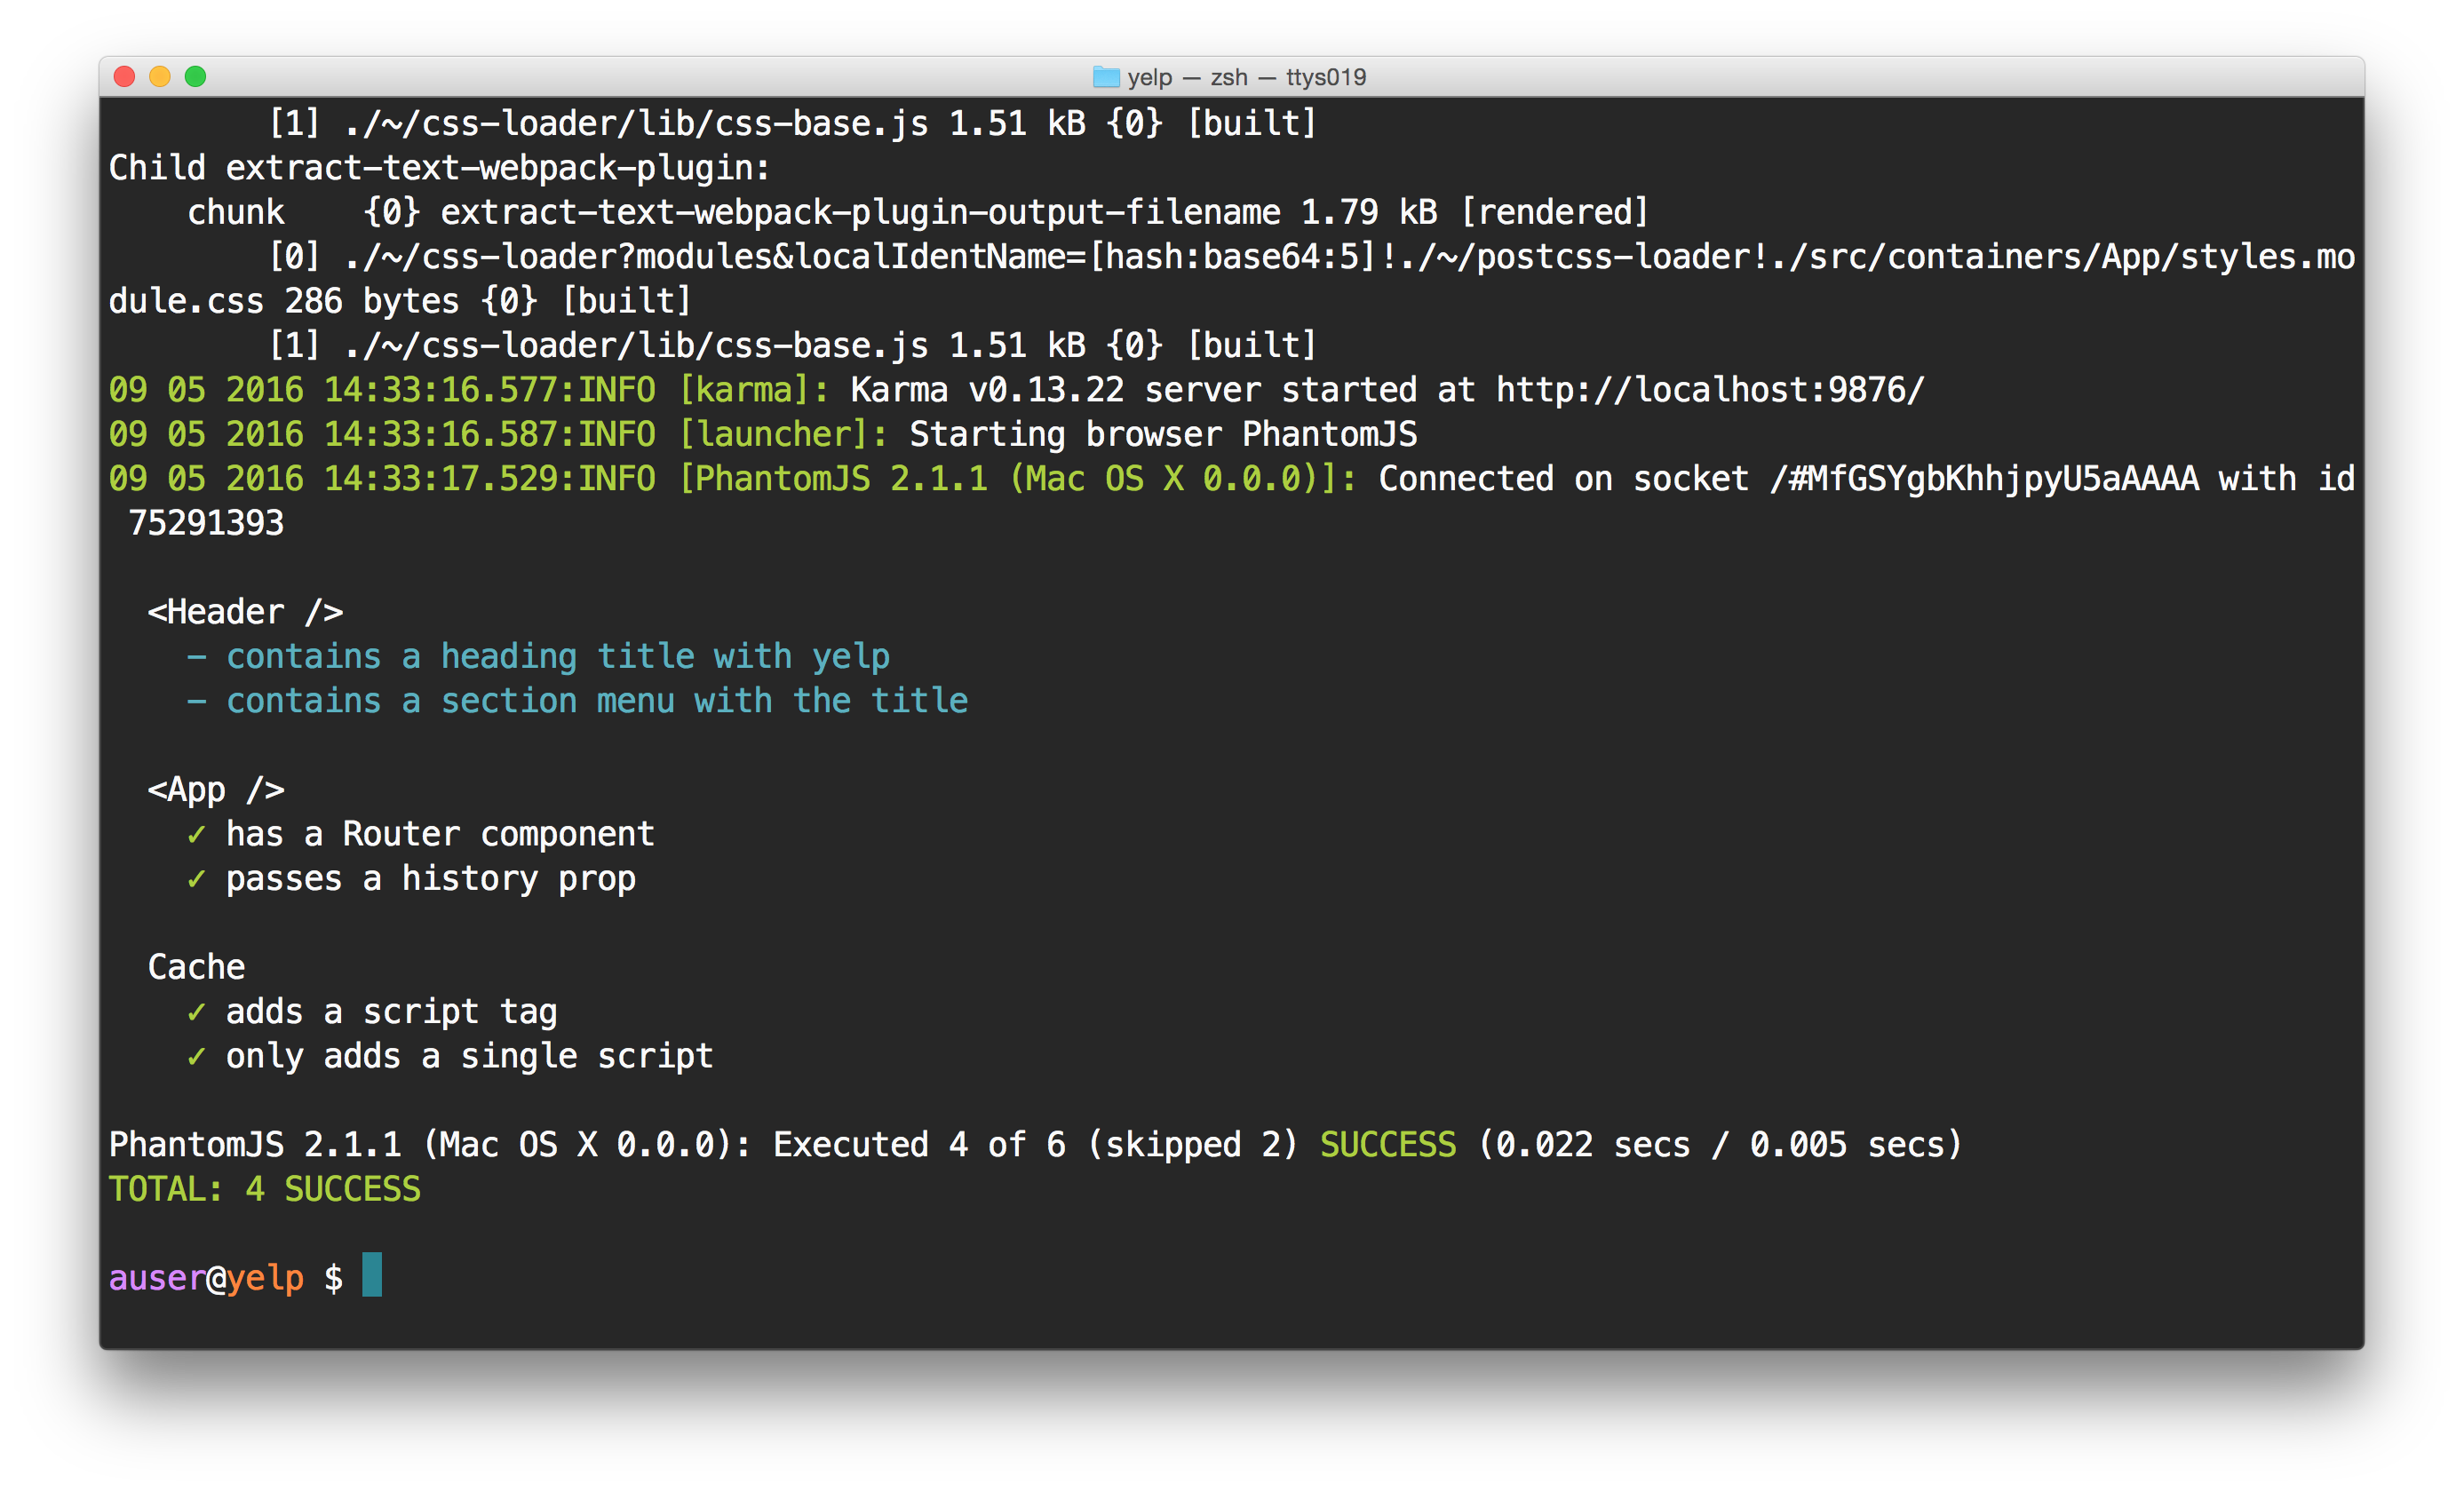 yelp — zsh — ttys019
[1] ./~/css-loader/lib/css-base.js 1.51 kB {0} [built]
Child extract-text-webpack-plugin:
chunk    {0} extract-text-webpack-plugin-output-filename 1.79 kB [rendered]
[0] ./~/css-loader?modules&localIdentName=[hash:base64:5]!./~/postcss-loader!./src/containers/App/styles.mo
dule.css 286 bytes {0} [built]
[1] ./~/css-loader/lib/css-base.js 1.51 kB {0} [built]
09 05 2016 14:33:16.577:INFO [karma]: Karma v0.13.22 server started at http://localhost:9876/
09 05 2016 14:33:16.587:INFO [launcher]: Starting browser PhantomJS
09 05 2016 14:33:17.529:INFO [PhantomJS 2.1.1 (Mac OS X 0.0.0)]: Connected on socket /#MfGSYgbKhhjpyU5aAAAA with id
75291393
<Header />
- contains a heading title with yelp
- contains a section menu with the title
<App />
✓ has a Router component
✓ passes a history prop
Cache
✓ adds a script tag
✓ only adds a single script
PhantomJS 2.1.1 (Mac OS X 0.0.0): Executed 4 of 6 (skipped 2) SUCCESS (0.022 secs / 0.005 secs)
TOTAL: 4 SUCCESS
auser@yelp $